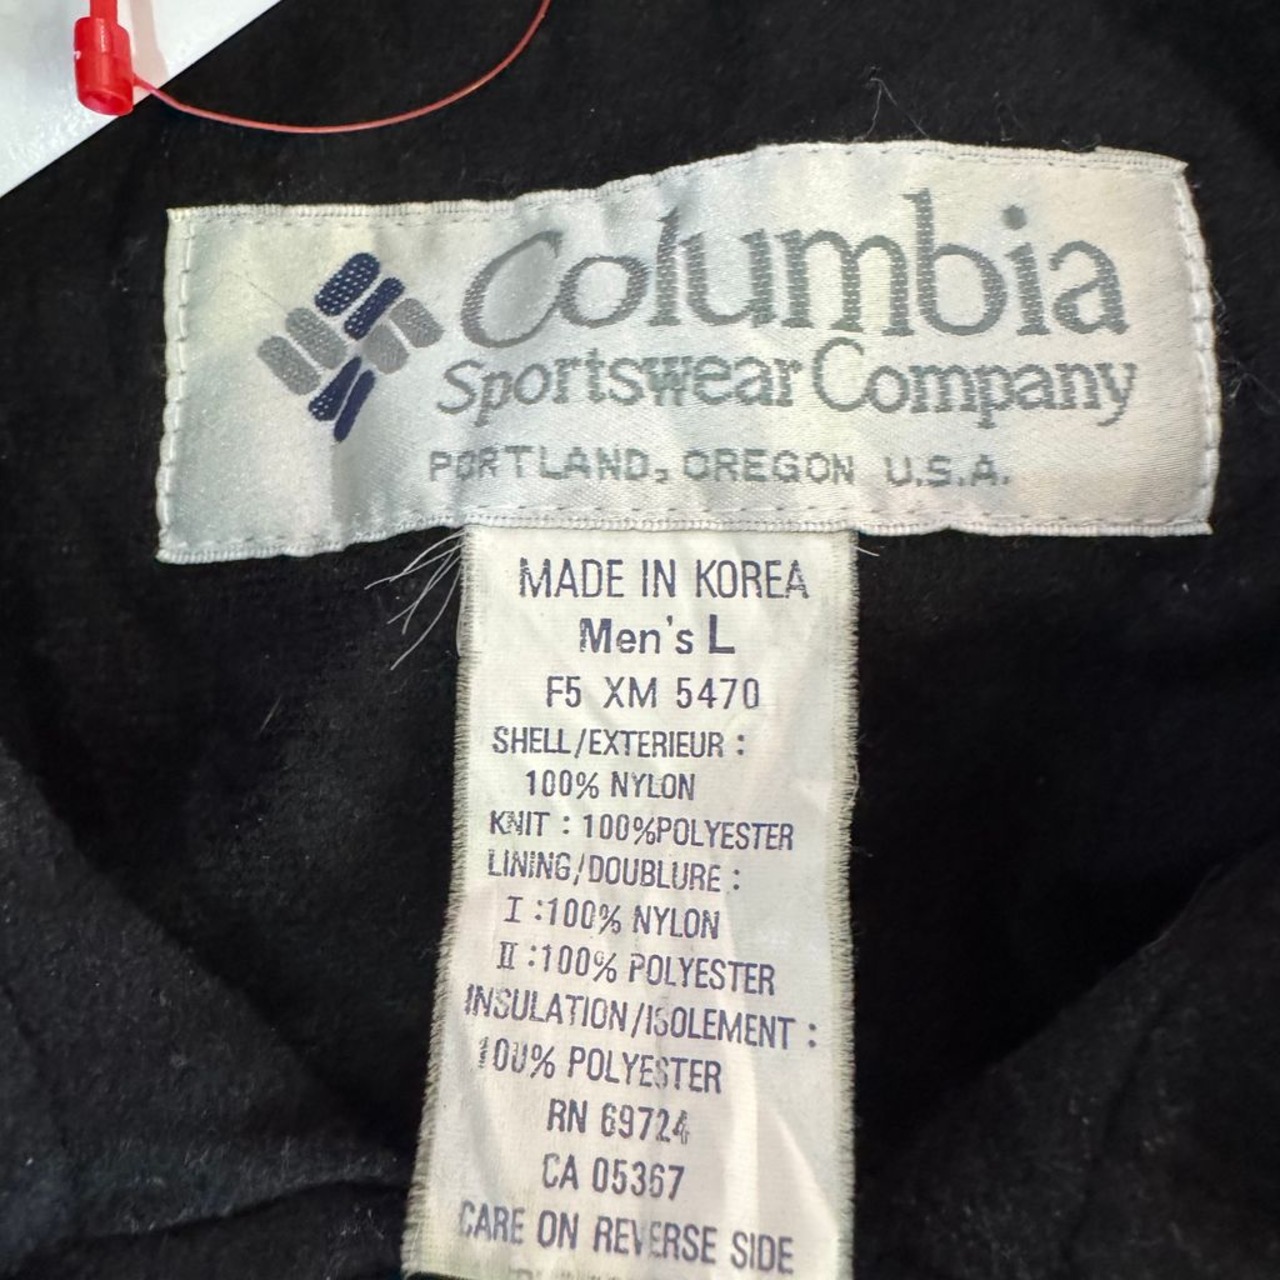 Columbia
Sportswear Company
PORTLAND, OREGON U.S.A.
MADE IN KOREA
Men's L
F5 XM 5470
SHELL/EXTERIEUR :
100% NYLON
KNIT : 100%POLYESTER
LINING/DOUBLURE :
I :100% NYLON
II :100% POLYESTER
INSULATION/ISOLEMENT :
100% POLYESTER
RN 69724
CA 05367
CARE ON REVERSE SIDE